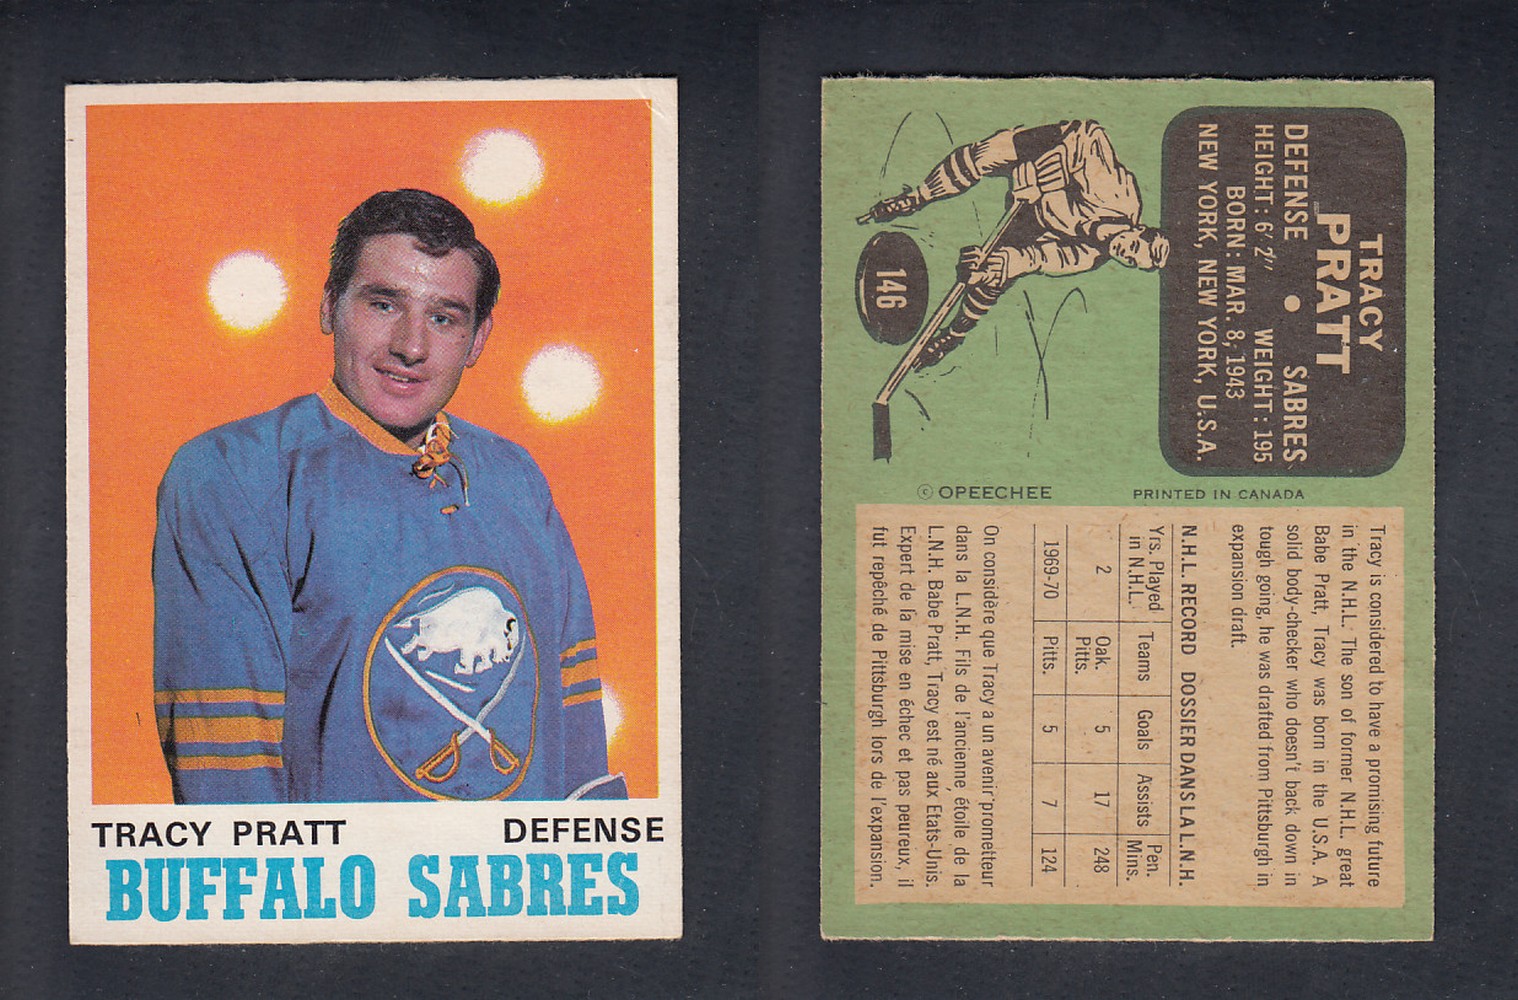 TRACY PRATT DEFENSE
BUFFALO SABRES
TRACY
PRATT
DEFENSE • SABRES
HEIGHT: 6' 2" WEIGHT: 195
BORN: MAR. 8, 1943
NEW YORK, NEW YORK, U.S.A.
146
© OPEECHEE PRINTED IN CANADA
Tracy is considered to have a promising future
in the N.H.L. The son of former N.H.L. great
Babe Pratt, Tracy was born in the U.S.A. A
solid body-checker who doesn't back down in
tough going, he was drafted from Pittsburgh in
expansion draft.
N.H.L. RECORD DOSSIER DANS LA L.N.H.
Yrs. Played in N.H.L. Teams Goals Assists Pen. Mins.
2 Oak. Pitts. 5 17 248
1969-70 Pitts. 5 7 124
On considère que Tracy a un avenir prometteur
dans la L.N.H. Fils de l'ancienne étoile de la
L.N.H. Babe Pratt, Tracy est né aux Etats-Unis.
Expert de la mise en échec et pas peureux, il
fut repêché de Pittsburgh lors de l'expansion.